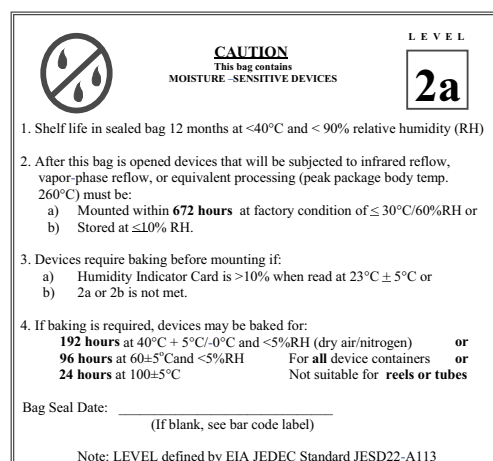 LEVEL
2a
CAUTION
This bag contains
MOISTURE –SENSITIVE DEVICES
1. Shelf life in sealed bag 12 months at <40°C and < 90% relative humidity (RH)
2. After this bag is opened devices that will be subjected to infrared reflow,
vapor-phase reflow, or equivalent processing (peak package body temp.
260°C) must be:
a) Mounted within 672 hours at factory condition of ≤ 30°C/60%RH or
b) Stored at ≤10% RH.
3. Devices require baking before mounting if:
a) Humidity Indicator Card is >10% when read at 23°C ± 5°C or
b) 2a or 2b is not met.
4. If baking is required, devices may be baked for:
192 hours at 40°C + 5°C/-0°C and <5%RH (dry air/nitrogen) or
96 hours at 60±5°Cand <5%RH For all device containers or
24 hours at 100±5°C Not suitable for reels or tubes
Bag Seal Date: ______________________________
(If blank, see bar code label)
Note: LEVEL defined by EIA JEDEC Standard JESD22-A113